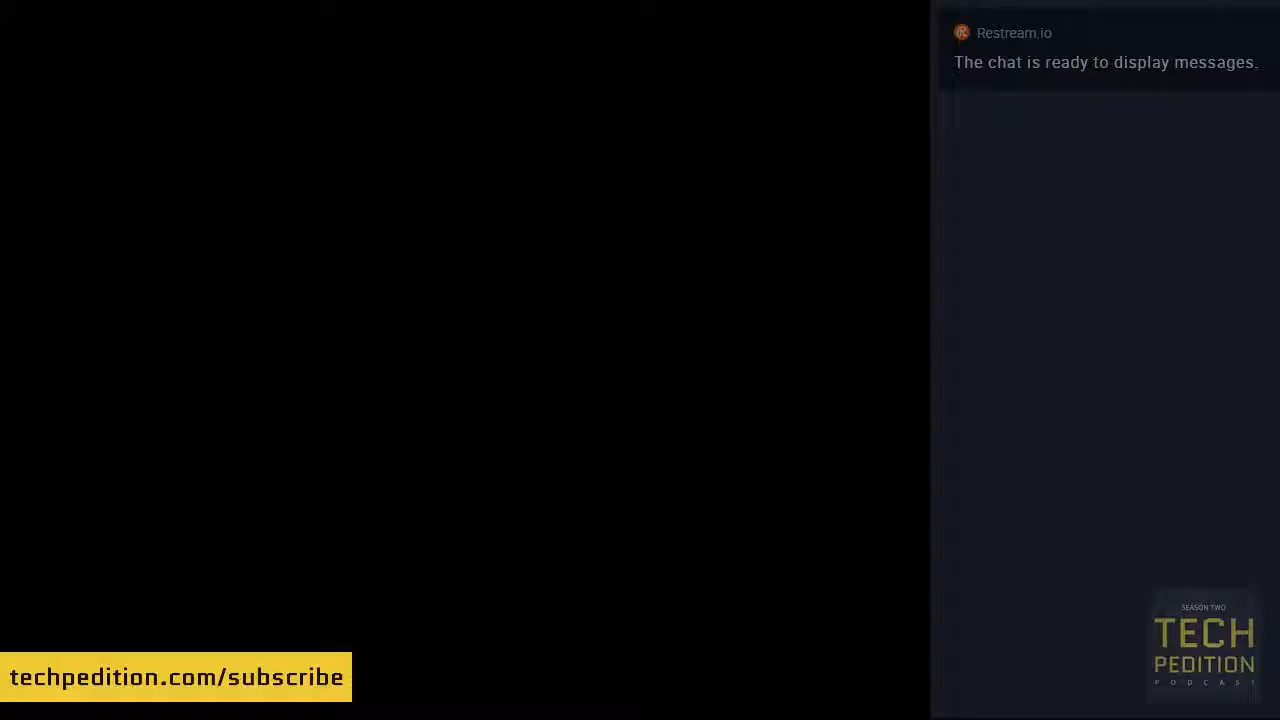 Restream.io
The chat is ready to display messages.
techpedition.com/subscribe
SEASON TWO
TECH
PEDITION
PODCAST